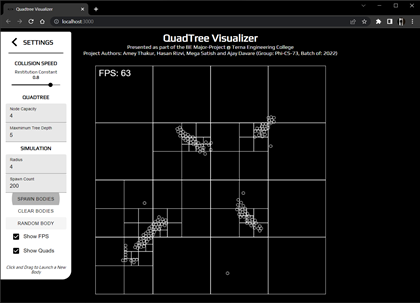 Quadtree Visualizer
localhost:3000
QuadTree Visualizer
Presented as part of the BE Major-Project @ Terna Engineering College
Project Authors: Amey Thakur, Hasan Rizvi, Mega Satish and Ajay Davare (Group: PhI-CS-73, Batch of: 2022)
SETTINGS
COLLISION SPEED
Restitution Constant
0.8
QUADTREE
Node Capacity
4
Maximum Tree Depth
5
SIMULATION
Radius
4
Spawn Count
200
SPAWN BODIES
CLEAR BODIES
RANDOM BODY
Show FPS
Show Quads
Click and Drag to Launch a New
Body
FPS: 63